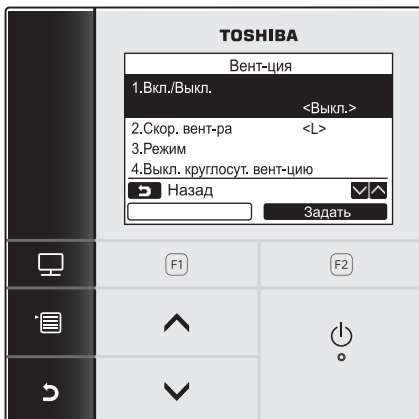 TOSHIBA
Вент-ция
1.Вкл./Выкл.
<Выкл.>
2.Скор. вент-ра <L>
3.Режим
4.Выкл. круглосут. вент-цию
Назад
Задать
F1 F2